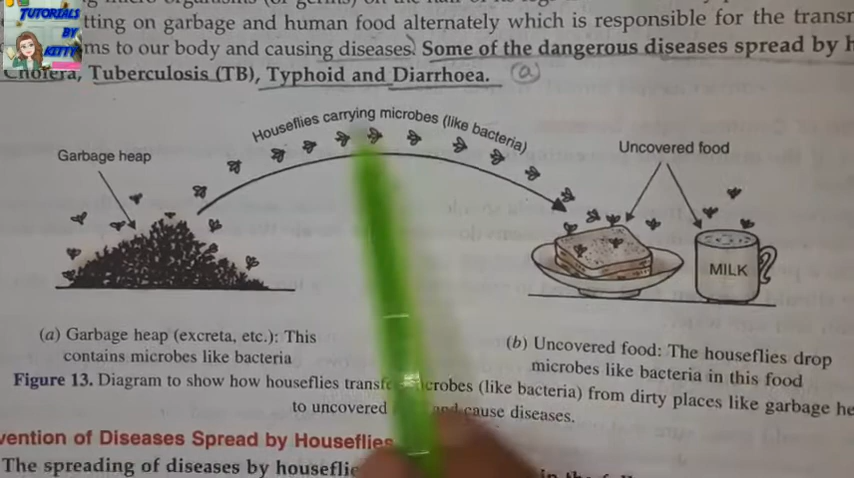 TUTORIALS
BY
KITTY
tting on garbage and human food alternately which is responsible for the transm
ms to our body and causing diseases. Some of the dangerous diseases spread by h
Cholera, Tuberculosis (TB), Typhoid and Diarrhoea. (a)
Houseflies carrying microbes (like bacteria)
Garbage heap
Uncovered food
MILK
(a) Garbage heap (excreta, etc.): This
contains microbes like bacteria
(b) Uncovered food: The houseflies drop
microbes like bacteria in this food
Figure 13. Diagram to show how houseflies transfe crobes (like bacteria) from dirty places like garbage he
to uncovered and cause diseases.
vention of Diseases Spread by Houseflies
The spreading of diseases by houseflie in the f